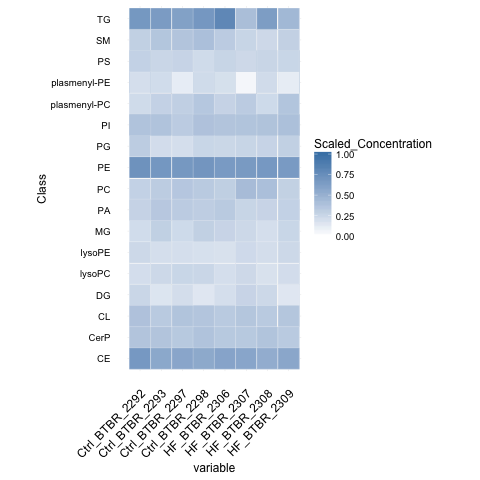 TG
SM
PS
plasmenyl-PE
plasmenyl-PC
PI
PG
PE
PC
PA
MG
lysoPE
lysoPC
DG
CL
CerP
CE
Class
Ctrl_BTBR_2292
Ctrl_BTBR_2293
Ctrl_BTBR_2297
Ctrl_BTBR_2298
HF_BTBR_2306
HF_BTBR_2307
HF_BTBR_2308
HF_BTBR_2309
variable
Scaled_Concentration
1.00
0.75
0.50
0.25
0.00